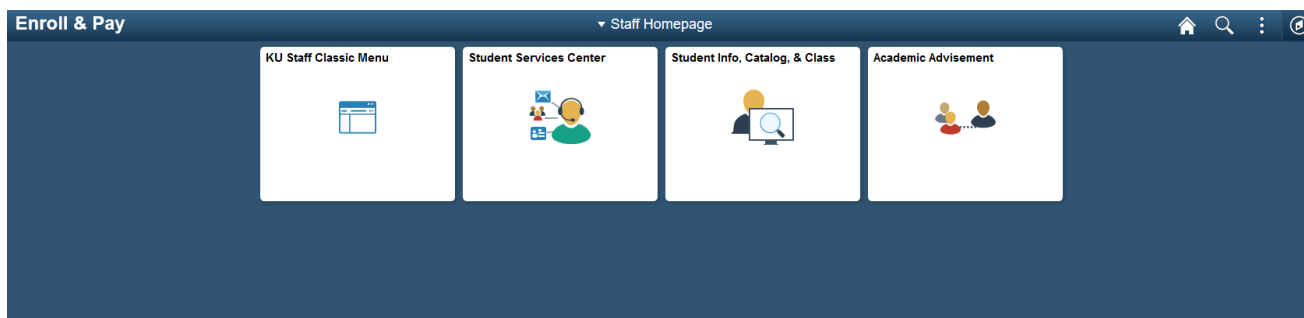 Enroll & Pay
Staff Homepage
KU Staff Classic Menu
Student Services Center
Student Info, Catalog, & Class
Academic Advisement